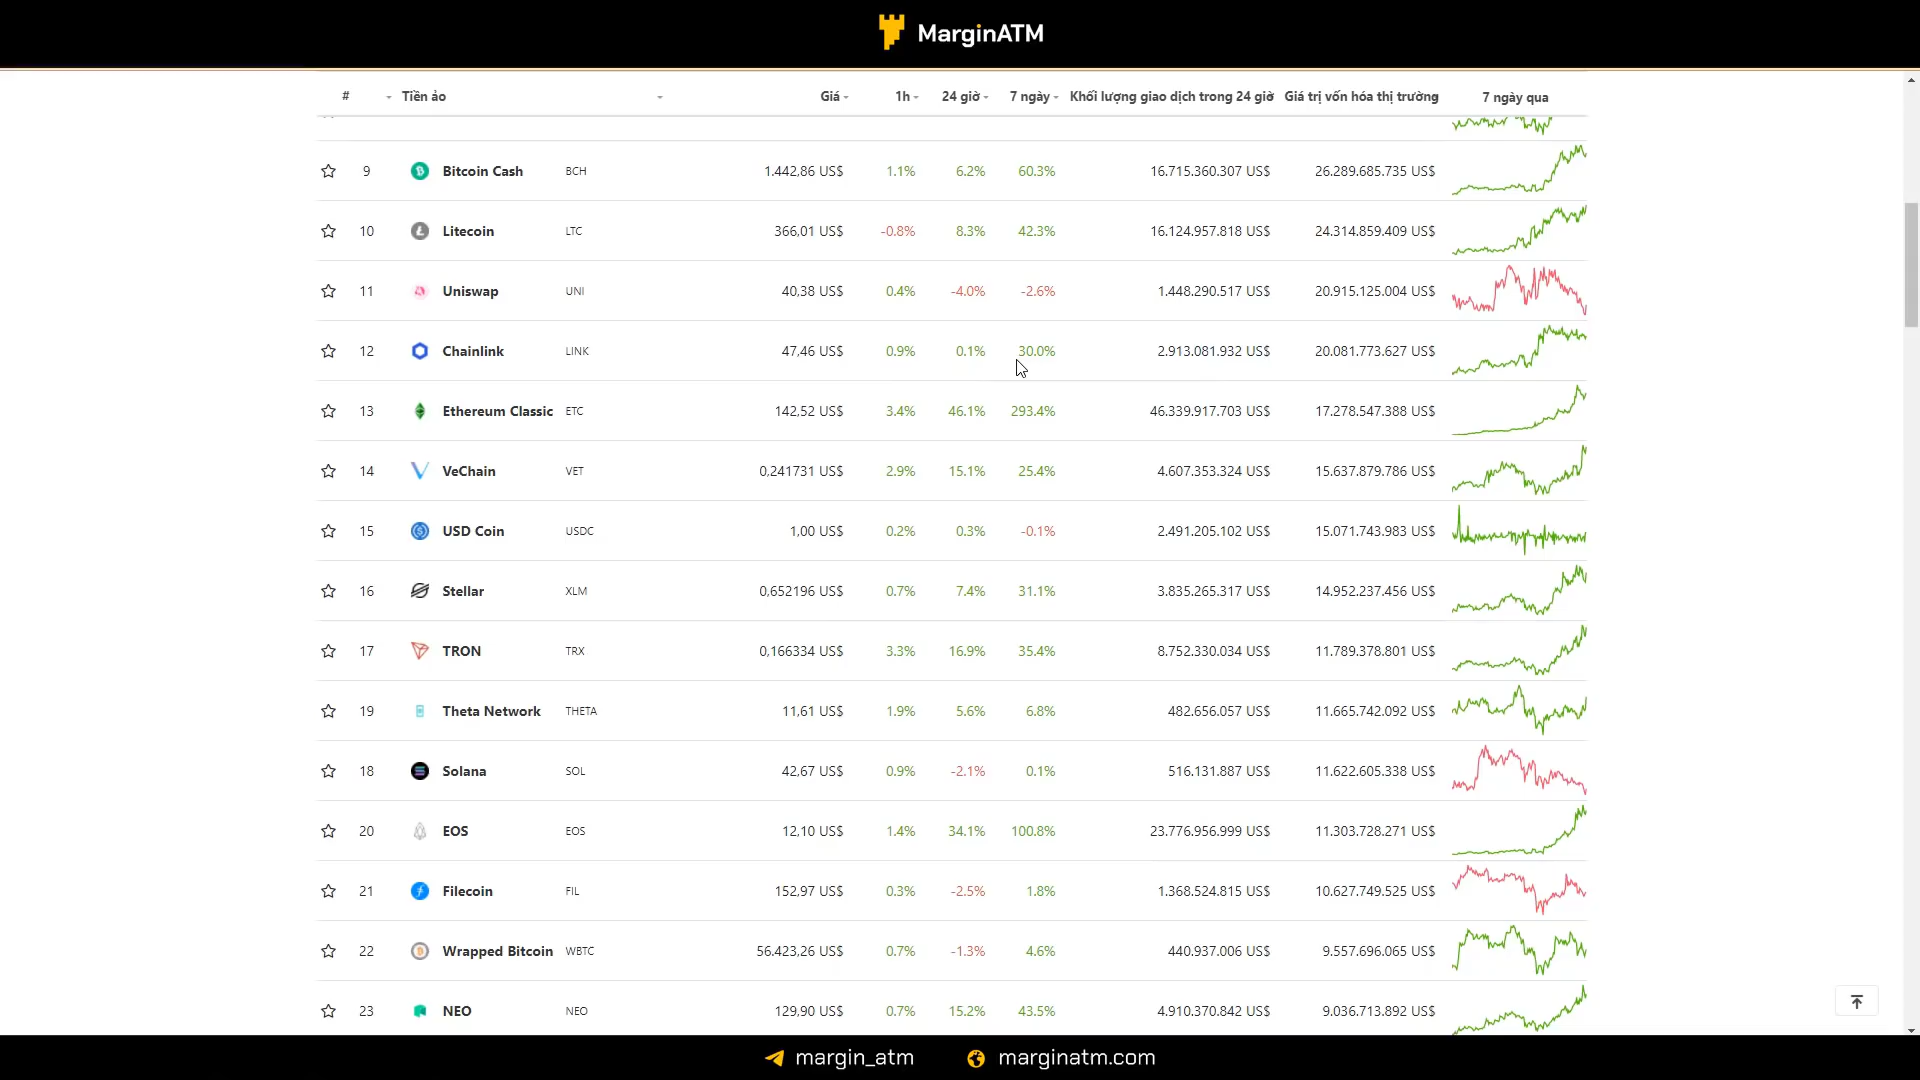 MarginATM
# Tiền ảo Giá 1h 24 giờ 7 ngày Khối lượng giao dịch trong 24 giờ Giá trị vốn hóa thị trường 7 ngày qua
9 Bitcoin Cash BCH 1.442,86 US$ 1.1% 6.2% 60.3% 16.715.360.307 US$ 26.289.685.735 US$
10 Litecoin LTC 366,01 US$ -0.8% 8.3% 42.3% 16.124.957.818 US$ 24.314.859.409 US$
11 Uniswap UNI 40,38 US$ 0.4% -4.0% -2.6% 1.448.290.517 US$ 20.915.125.004 US$
12 Chainlink LINK 47,46 US$ 0.9% 0.1% 30.0% 2.913.081.932 US$ 20.081.773.627 US$
13 Ethereum Classic ETC 142,52 US$ 3.4% 46.1% 293.4% 46.339.917.703 US$ 17.278.547.388 US$
14 VeChain VET 0,241731 US$ 2.9% 15.1% 25.4% 4.607.353.324 US$ 15.637.879.786 US$
15 USD Coin USDC 1,00 US$ 0.2% 0.3% -0.1% 2.491.205.102 US$ 15.071.743.983 US$
16 Stellar XLM 0,652196 US$ 0.7% 7.4% 31.1% 3.835.265.317 US$ 14.952.237.456 US$
17 TRON TRX 0,166334 US$ 3.3% 16.9% 35.4% 8.752.330.034 US$ 11.789.378.801 US$
19 Theta Network THETA 11,61 US$ 1.9% 5.6% 6.8% 482.656.057 US$ 11.665.742.092 US$
18 Solana SOL 42,67 US$ 0.9% -2.1% 0.1% 516.131.887 US$ 11.622.605.338 US$
20 EOS EOS 12,10 US$ 1.4% 34.1% 100.8% 23.776.956.999 US$ 11.303.728.271 US$
21 Filecoin FIL 152,97 US$ 0.3% -2.5% 1.8% 1.368.524.815 US$ 10.627.749.525 US$
22 Wrapped Bitcoin WBTC 56.423,26 US$ 0.7% -1.3% 4.6% 440.937.006 US$ 9.557.696.065 US$
23 NEO NEO 129,90 US$ 0.7% 15.2% 43.5% 4.910.370.842 US$ 9.036.713.892 US$
margin_atm marginatm.com